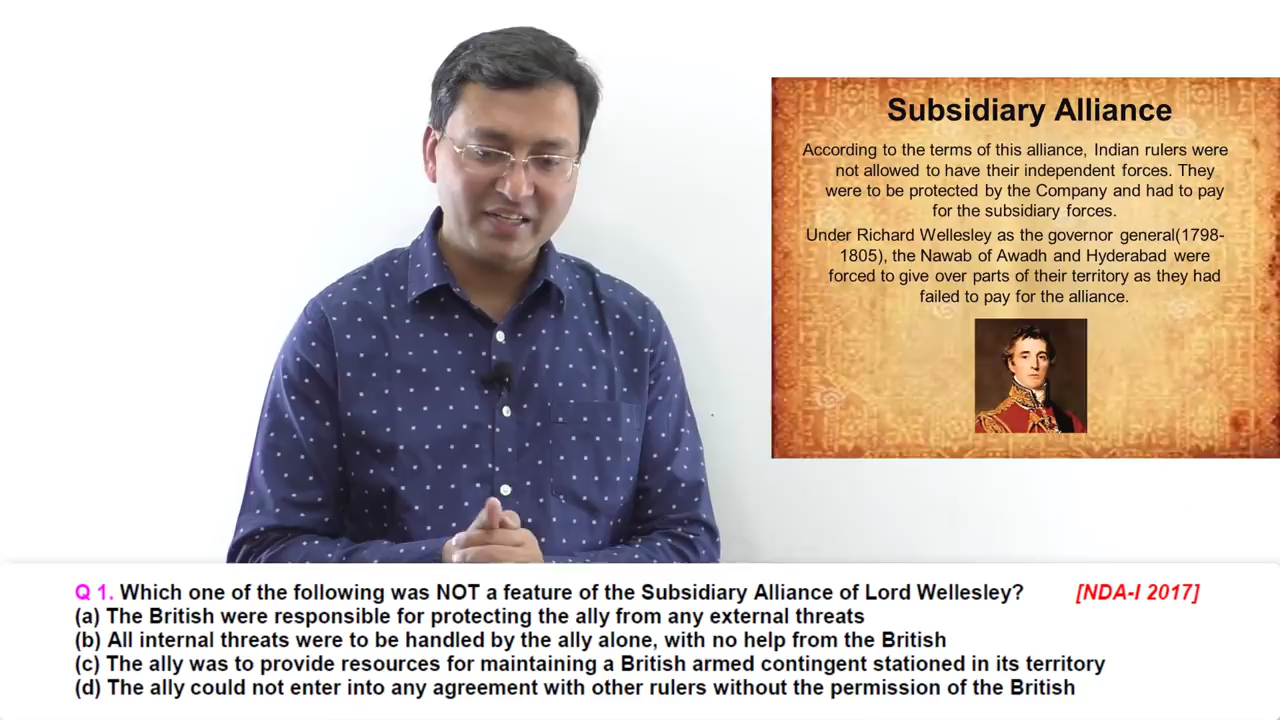 Subsidiary Alliance
According to the terms of this alliance, Indian rulers were
not allowed to have their independent forces. They
were to be protected by the Company and had to pay
for the subsidiary forces.
Under Richard Wellesley as the governor general(1798-
1805), the Nawab of Awadh and Hyderabad were
forced to give over parts of their territory as they had
failed to pay for the alliance.
Q 1. Which one of the following was NOT a feature of the Subsidiary Alliance of Lord Wellesley? [NDA-I 2017]
(a) The British were responsible for protecting the ally from any external threats
(b) All internal threats were to be handled by the ally alone, with no help from the British
(c) The ally was to provide resources for maintaining a British armed contingent stationed in its territory
(d) The ally could not enter into any agreement with other rulers without the permission of the British